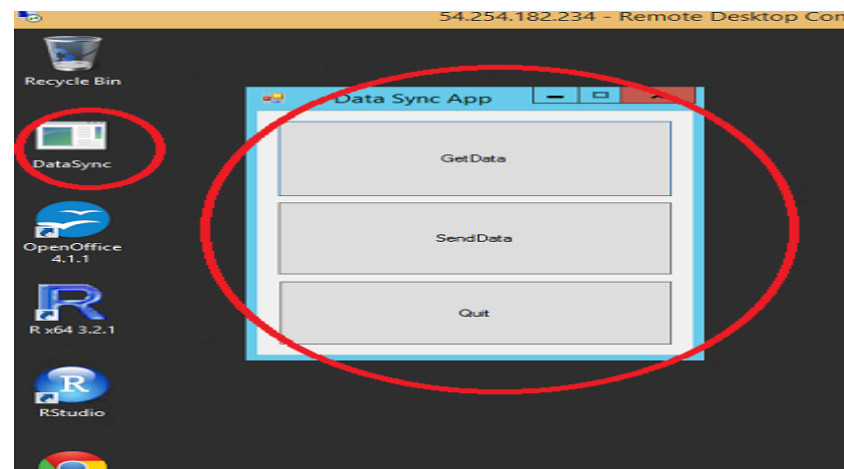 54.254.182.234 - Remote Desktop Con
Recycle Bin
Data Sync App
DataSync
GetData
SendData
Quit
OpenOffice
4.1.1
R x64 3.2.1
RStudio